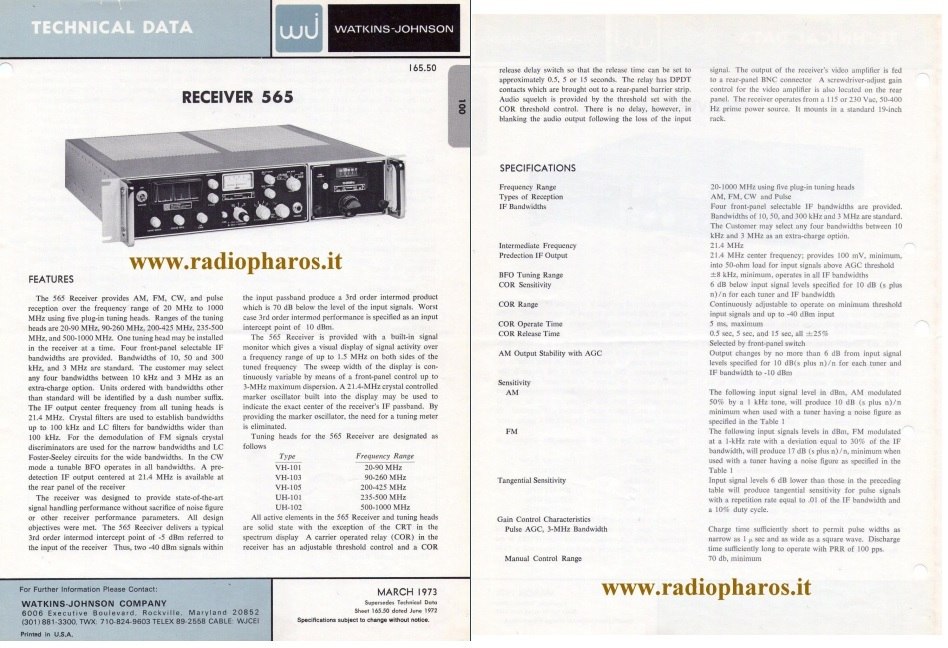 TECHNICAL DATA
wj
WATKINS-JOHNSON
165.50
100
RECEIVER 565
www.radiopharos.it
FEATURES
The 565 Receiver provides AM, FM, CW, and pulse
reception over the frequency range of 20 MHz to 1000
MHz using five plug-in tuning heads. Ranges of the tuning
heads are 20-90 MHz, 90-260 MHz, 200-425 MHz, 235-500
MHz, and 500-1000 MHz. One tuning head may be installed
in the receiver at a time. Four front-panel selectable IF
bandwidths are provided. Bandwidths of 10, 50 and 300
kHz, and 3 MHz are standard. The customer may select
any four bandwidths between 10 kHz and 3 MHz as an
extra-charge option. Units ordered with bandwidths other
than standard will be identified by a dash number suffix.
The IF output center frequency from all tuning heads is
21.4 MHz. Crystal filters are used to establish bandwidths
up to 100 kHz and LC filters for bandwidths wider than
100 kHz. For the demodulation of FM signals crystal
discriminators are used for the narrow bandwidths and LC
Foster-Seeley circuits for the wide bandwidths. In the CW
mode a tunable BFO operates in all bandwidths. A pre-
detection IF output centered at 21.4 MHz is available at
the rear panel of the receiver
The receiver was designed to provide state-of-the-art
signal handling performance without sacrifice of noise figure
or other receiver performance parameters. All design
objectives were met. The 565 Receiver delivers a typical
3rd order intermod intercept point of -5 dBm referred to
the input of the receiver Thus, two -40 dBm signals within
the input passband produce a 3rd order intermod product
which is 70 dB below the level of the input signals. Worst
case 3rd order intermod performance is specified as an input
intercept point of 10 dBm.
The 565 Receiver is provided with a built-in signal
monitor which gives a visual display of signal activity over
a frequency range of up to 1.5 MHz on both sides of the
tuned frequency The sweep width of the display is con-
tinuously variable by means of a front-panel control up to
3-MHz maximum dispersion. A 21.4-MHz crystal controlled
marker oscillator built into the display may be used to
indicate the exact center of the receiver's IF passband. By
providing the marker oscillator, the need for a tuning meter
is eliminated.
Tuning heads for the 565 Receiver are designated as
follows
Type Frequency Range
VH-101 20-90 MHz
VH-103 90-260 MHz
VH-105 200-425 MHz
UH-101 235-500 MHz
UH-102 500-1000 MHz
All active elements in the 565 Receiver and tuning heads
are solid state with the exception of the CRT in the
spectrum display A carrier operated relay (COR) in the
receiver has an adjustable threshold control and a COR
For Further Information Please Contact:
WATKINS-JOHNSON COMPANY
6006 Executive Boulevard, Rockville, Maryland 20852
(301) 881-3300, TWX: 710-824-9603 TELEX 89-2558 CABLE: WJCEI
Printed in U.S.A.
MARCH 1973
Supersedes Technical Data
Sheet 165.50 dated June 1972
Specifications subject to change without notice.
release delay switch so that the release time can be set to
approximately 0.5, 5 or 15 seconds. The relay has DPDT
contacts which are brought out to a rear-panel barrier strip.
Audio squelch is provided by the threshold set with the
COR threshold control. There is no delay, however, in
blanking the audio output following the loss of the input
signal. The output of the receiver's video amplifier is fed
to a rear-panel BNC connector A screwdriver-adjust gain
control for the video amplifier is also located on the rear
panel. The receiver operates from a 115 or 230 Vac, 50-400
Hz prime power source. It mounts in a standard 19-inch
rack.
SPECIFICATIONS
Frequency Range 20-1000 MHz using five plug-in tuning heads
Types of Reception AM, FM, CW and Pulse
IF Bandwidths Four front-panel selectable IF bandwidths are provided.
Bandwidths of 10, 50, and 300 kHz and 3 MHz are standard.
The Customer may select any four bandwidths between 10
kHz and 3 MHz as an extra-charge option.
Intermediate Frequency 21.4 MHz
Predection IF Output 21.4 MHz center frequency; provides 100 mV, minimum,
into 50-ohm load for input signals above AGC threshold
BFO Tuning Range ±8 kHz, minimum, operates in all bandwidths
COR Sensitivity 6 dB below input signal levels specified for 10 dB (s plus
n)/n for each tuner and IF bandwidth
COR Range Continuously adjustable to operate on minimum threshold
input signals and up to -40 dBm input
COR Operate Time 5 ms, maximum
COR Release Time 0.5 sec, 5 sec, and 15 sec, all ±25%
Selected by front-panel switch
AM Output Stability with AGC Output changes by no more than 6 dB from input signal
levels specified for 10 dB(s plus n)/n for each tuner and
IF bandwidth to -10 dBm
Sensitivity
AM The following input signal level in dBm, AM modulated
50% by a 1 kHz tone, will produce 10 dB (s plus n)/n
minimum when used with a tuner having a noise figure as
specified in the Table 1
FM The following input signals levels in dBm, FM modulated
at a 1-kHz rate with a deviation equal to 30% of the IF
bandwidth, will produce 17 dB (s plus n)/n, minimum when
used with a tuner having a noise figure as specified in the
Table 1
Tangential Sensitivity Input signal levels 6 dB lower than those in the preceding
table will produce tangential sensitivity for pulse signals
with a repetition rate equal to .01 of the IF bandwidth and
a 10% duty cycle.
Gain Control Characteristics
Pulse AGC, 3-MHz Bandwidth Charge time sufficiently short to permit pulse widths as
narrow as 1 μ sec and as wide as a square wave. Discharge
time sufficiently long to operate with PRR of 100 pps.
Manual Control Range 70 db, minimum
www.radiopharos.it